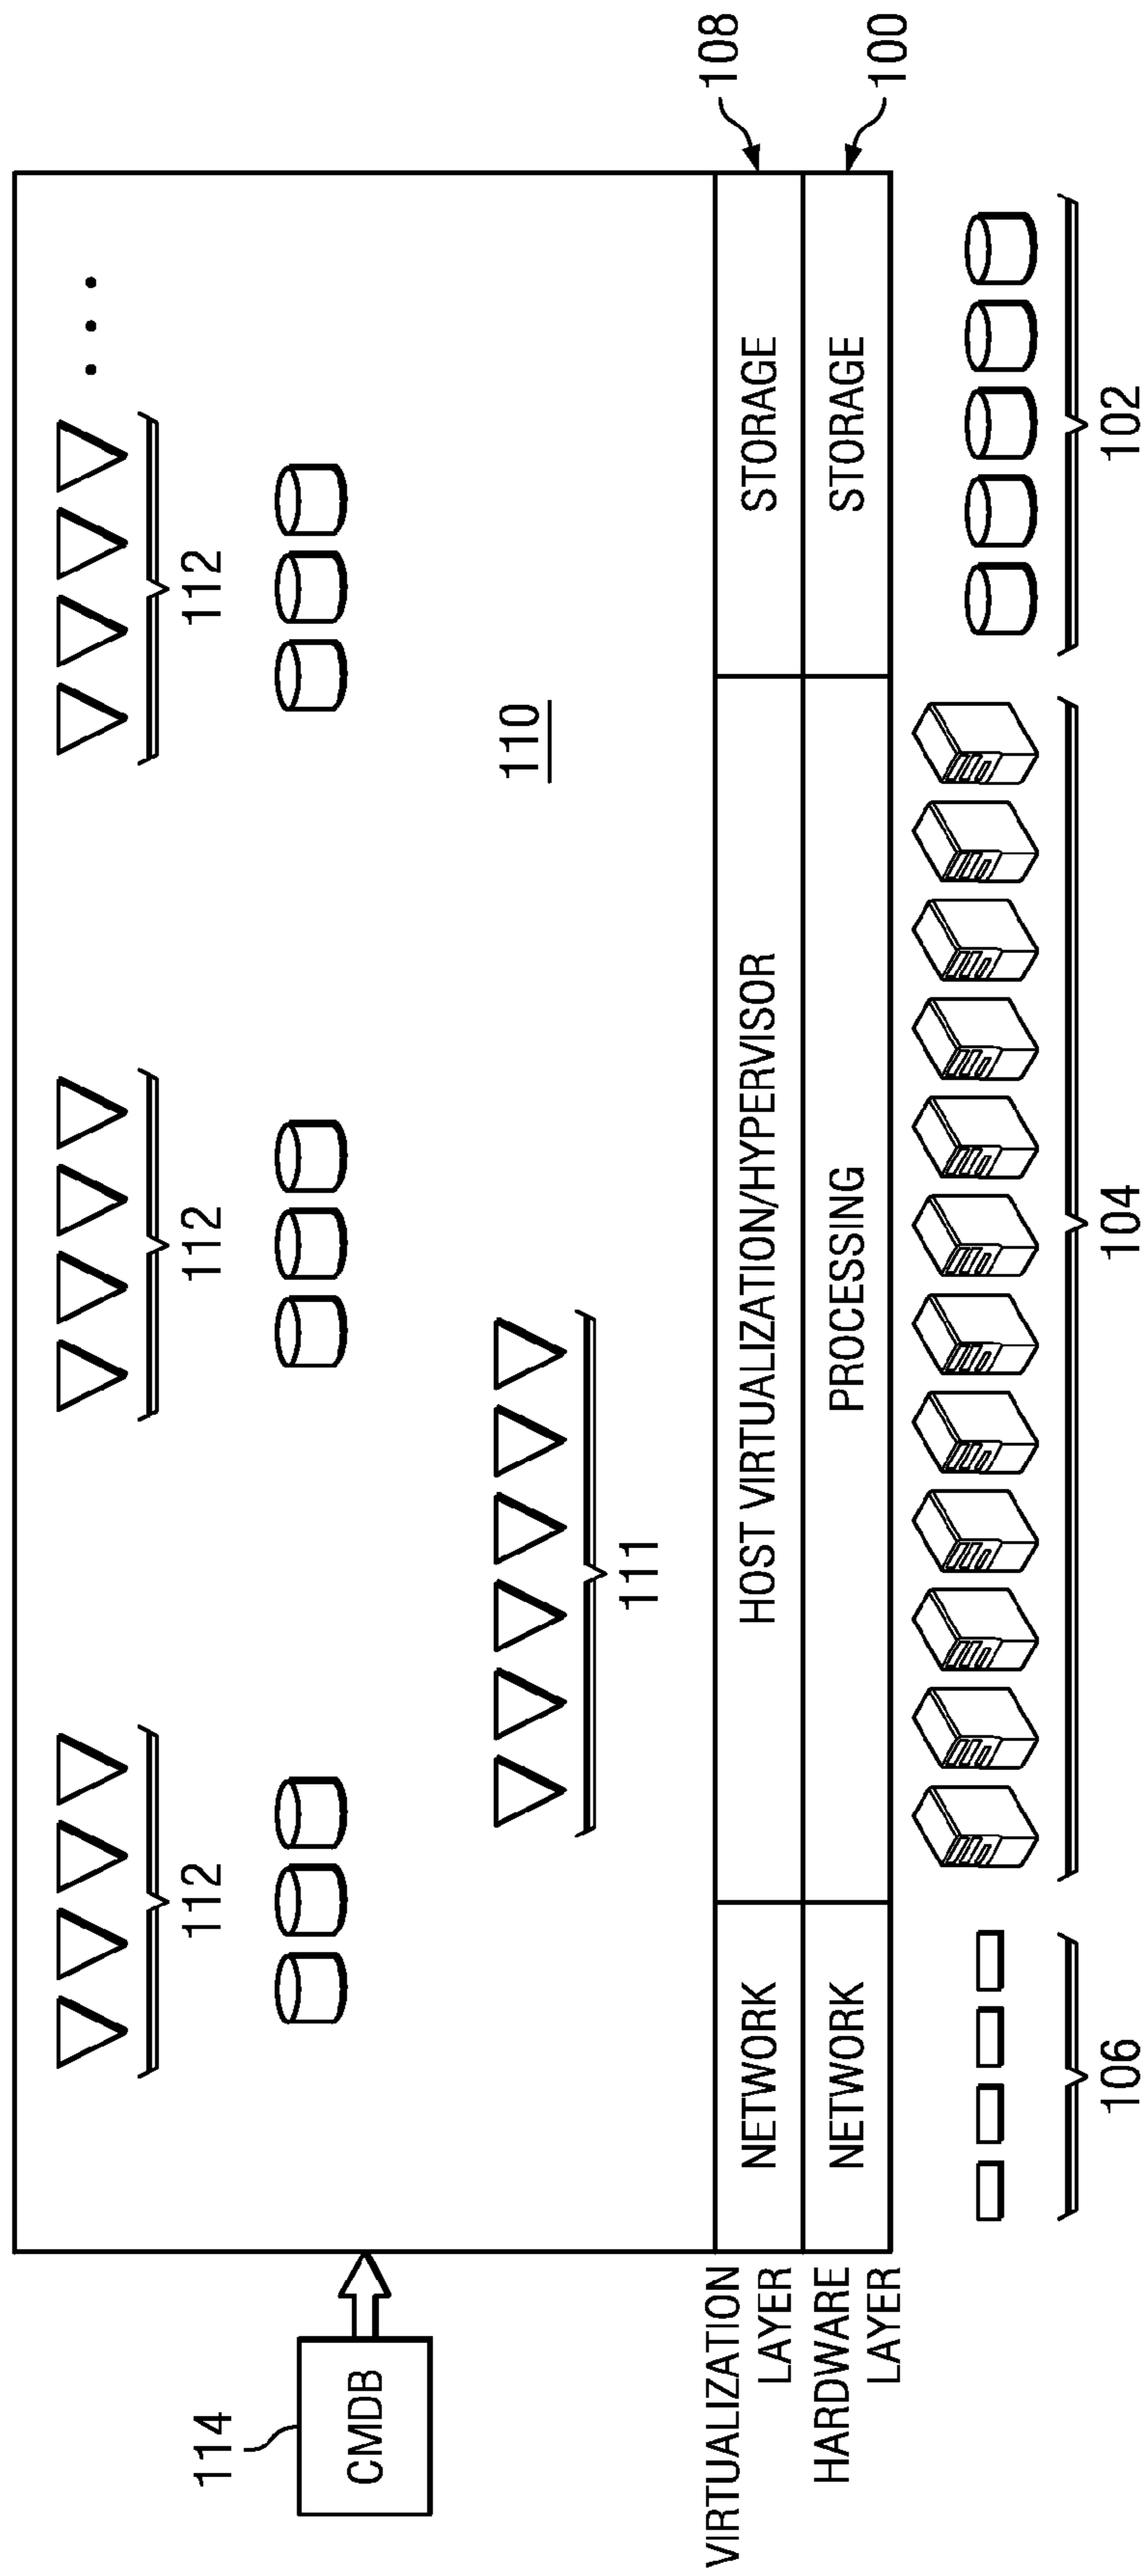 112
112
112
. . .
114
CMDB
110
111
VIRTUALIZATION
LAYER
NETWORK
HOST VIRTUALIZATION/HYPERVISOR
STORAGE
108
HARDWARE
LAYER
NETWORK
PROCESSING
STORAGE
100
106
104
102